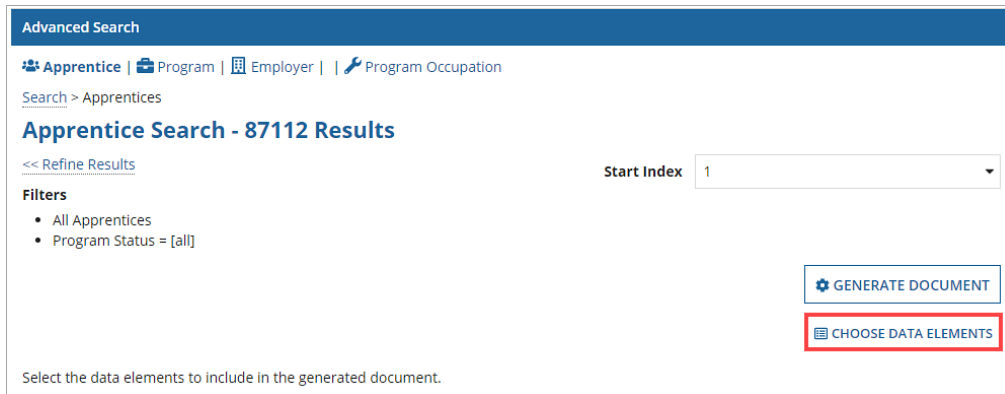 Advanced Search
Apprentice | Program | Employer | | Program Occupation
Search > Apprentices
Apprentice Search - 87112 Results
<< Refine Results
Start Index 1
Filters
• All Apprentices
• Program Status = [all]
GENERATE DOCUMENT
CHOOSE DATA ELEMENTS
Select the data elements to include in the generated document.